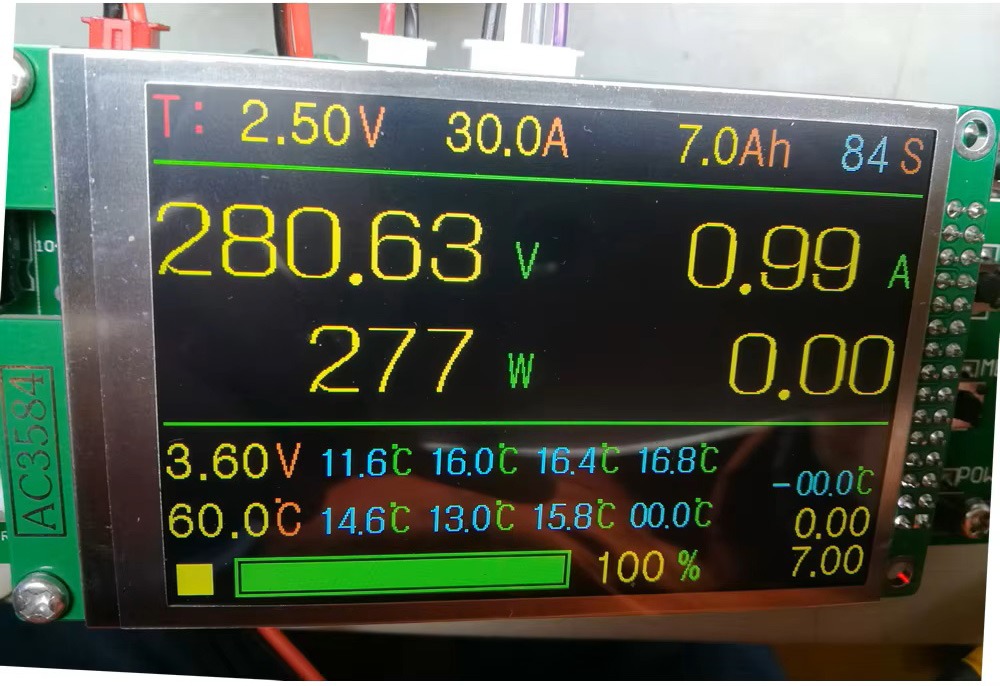 T: 2.50V 30.0A 7.0Ah 84 S
280.63 V 0.99 A
277 W 0.00
3.60V 11.6℃ 16.0℃ 16.4℃ 16.8℃ -00.0℃
60.0℃ 14.6℃ 13.0℃ 15.8℃ 00.0℃ 0.00
100 % 7.00
AC3584